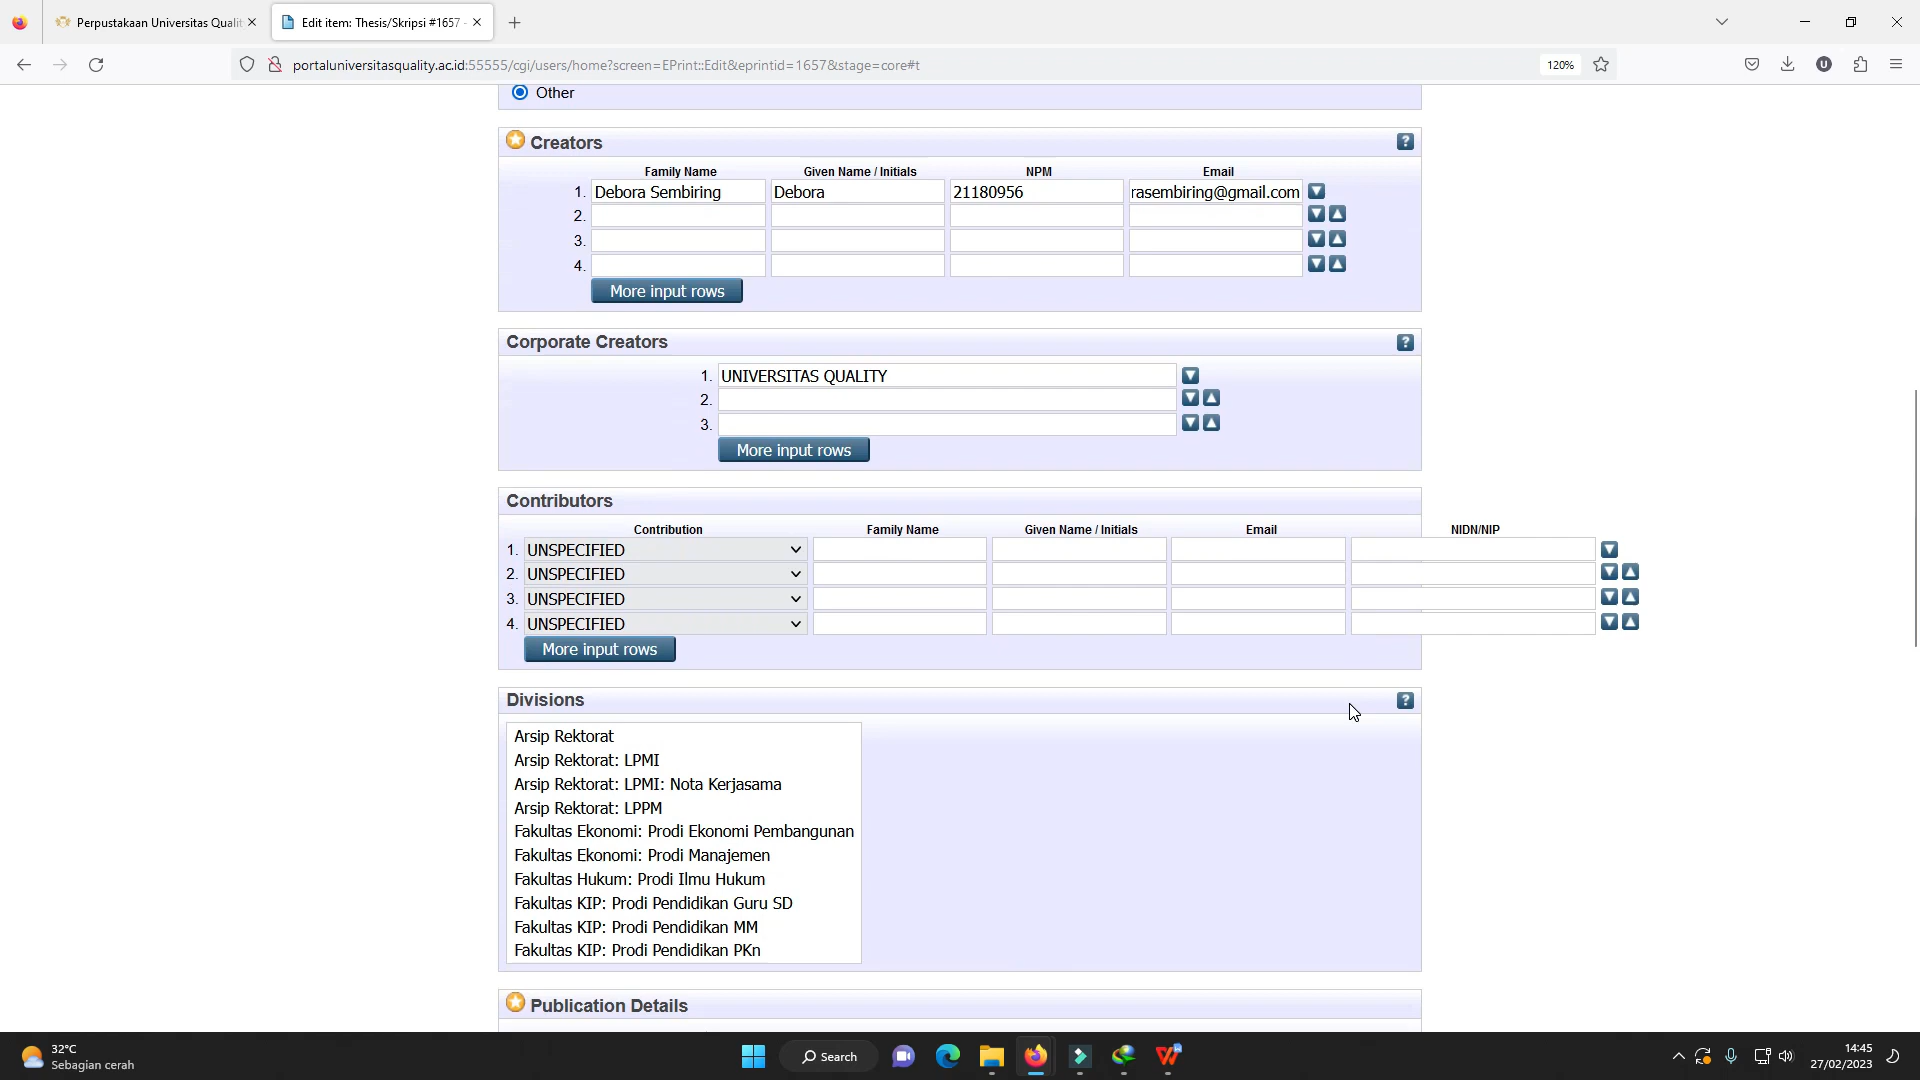 Perpustakaan Universitas Qualit
Edit item: Thesis/Skripsi #1657 -
portaluniversitasquality.ac.id:55555/cgi/users/home?screen=EPrint::Edit&eprintid=1657&stage=core#t
120%
Other
Creators
?
Family Name
Given Name / Initials
NPM
Email
1. Debora Sembiring
Debora
21180956
rasembiring@gmail.com
2.
3.
4.
More input rows
Corporate Creators
?
1. UNIVERSITAS QUALITY
2.
3.
More input rows
Contributors
Contribution
Family Name
Given Name / Initials
Email
NIDN/NIP
1. UNSPECIFIED
2. UNSPECIFIED
3. UNSPECIFIED
4. UNSPECIFIED
More input rows
Divisions
?
Arsip Rektorat
Arsip Rektorat: LPMI
Arsip Rektorat: LPMI: Nota Kerjasama
Arsip Rektorat: LPPM
Fakultas Ekonomi: Prodi Ekonomi Pembangunan
Fakultas Ekonomi: Prodi Manajemen
Fakultas Hukum: Prodi Ilmu Hukum
Fakultas KIP: Prodi Pendidikan Guru SD
Fakultas KIP: Prodi Pendidikan MM
Fakultas KIP: Prodi Pendidikan PKn
Publication Details
32°C
Sebagian cerah
Search
14:45
27/02/2023